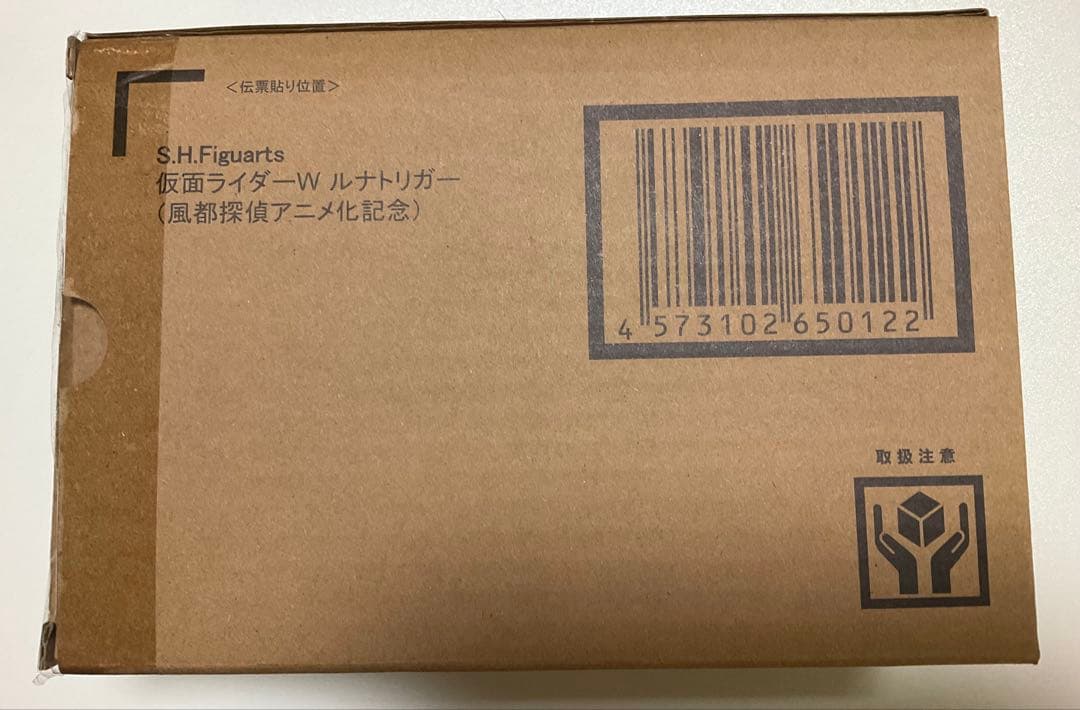 ＜伝票貼り位置＞
S.H.Figuarts
仮面ライダーW ルナトリガー
（風都探偵アニメ化記念）
4 573102 650122
取扱注意